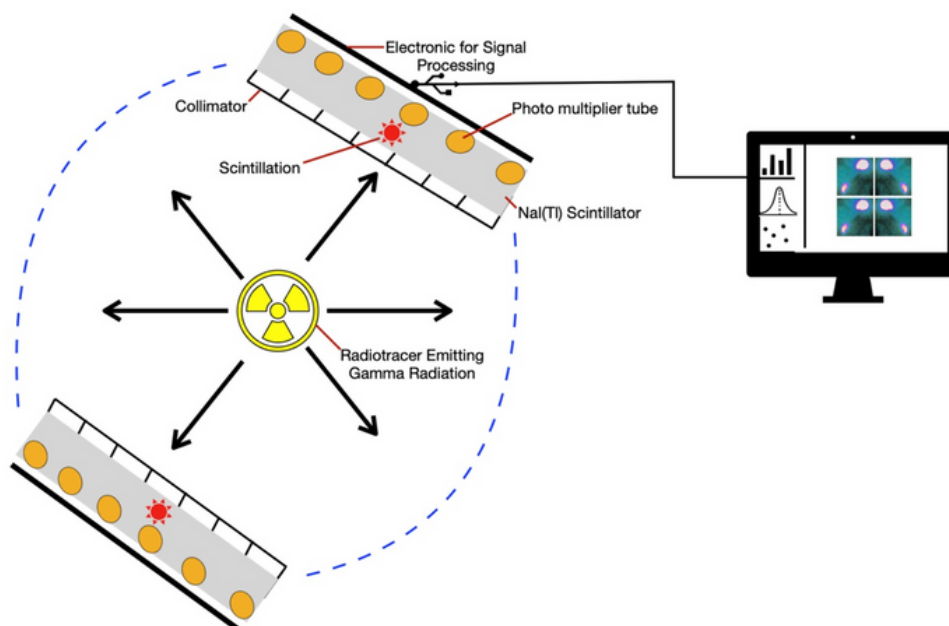 Electronic for Signal
Processing
Collimator
Photo multiplier tube
Scintillation
NaI(Tl) Scintillator
Radiotracer Emitting
Gamma Radiation